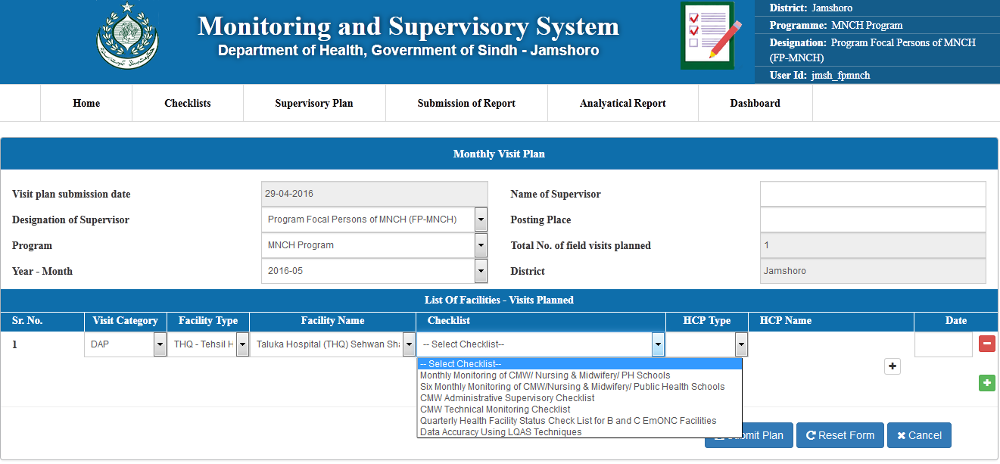 Monitoring and Supervisory System
Department of Health, Government of Sindh - Jamshoro
District: Jamshoro
Programme: MNCH Program
Designation: Program Focal Persons of MNCH
(FP-MNCH)
User Id: jmsh_fpmnch
Home Checklists Supervisory Plan Submission of Report Analyatical Report Dashboard
Monthly Visit Plan
Visit plan submission date 29-04-2016 Name of Supervisor
Designation of Supervisor Program Focal Persons of MNCH (FP-MNCH) Posting Place
Program MNCH Program Total No. of field visits planned 1
Year - Month 2016-05 District Jamshoro
List Of Facilities - Visits Planned
Sr. No. Visit Category Facility Type Facility Name Checklist HCP Type HCP Name Date
1 DAP THQ - Tehsil H Taluka Hospital (THQ) Sehwan Sha -- Select Checklist--
-- Select Checklist--
Monthly Monitoring of CMW/ Nursing & Midwifery/ PH Schools
Six Monthly Monitoring of CMW/Nursing & Midwifery/ Public Health Schools
CMW Administrative Supervisory Checklist
CMW Technical Monitoring Checklist
Quarterly Health Facility Status Check List for B and C EmONC Facilities
Data Accuracy Using LQAS Techniques
Plan Reset Form Cancel